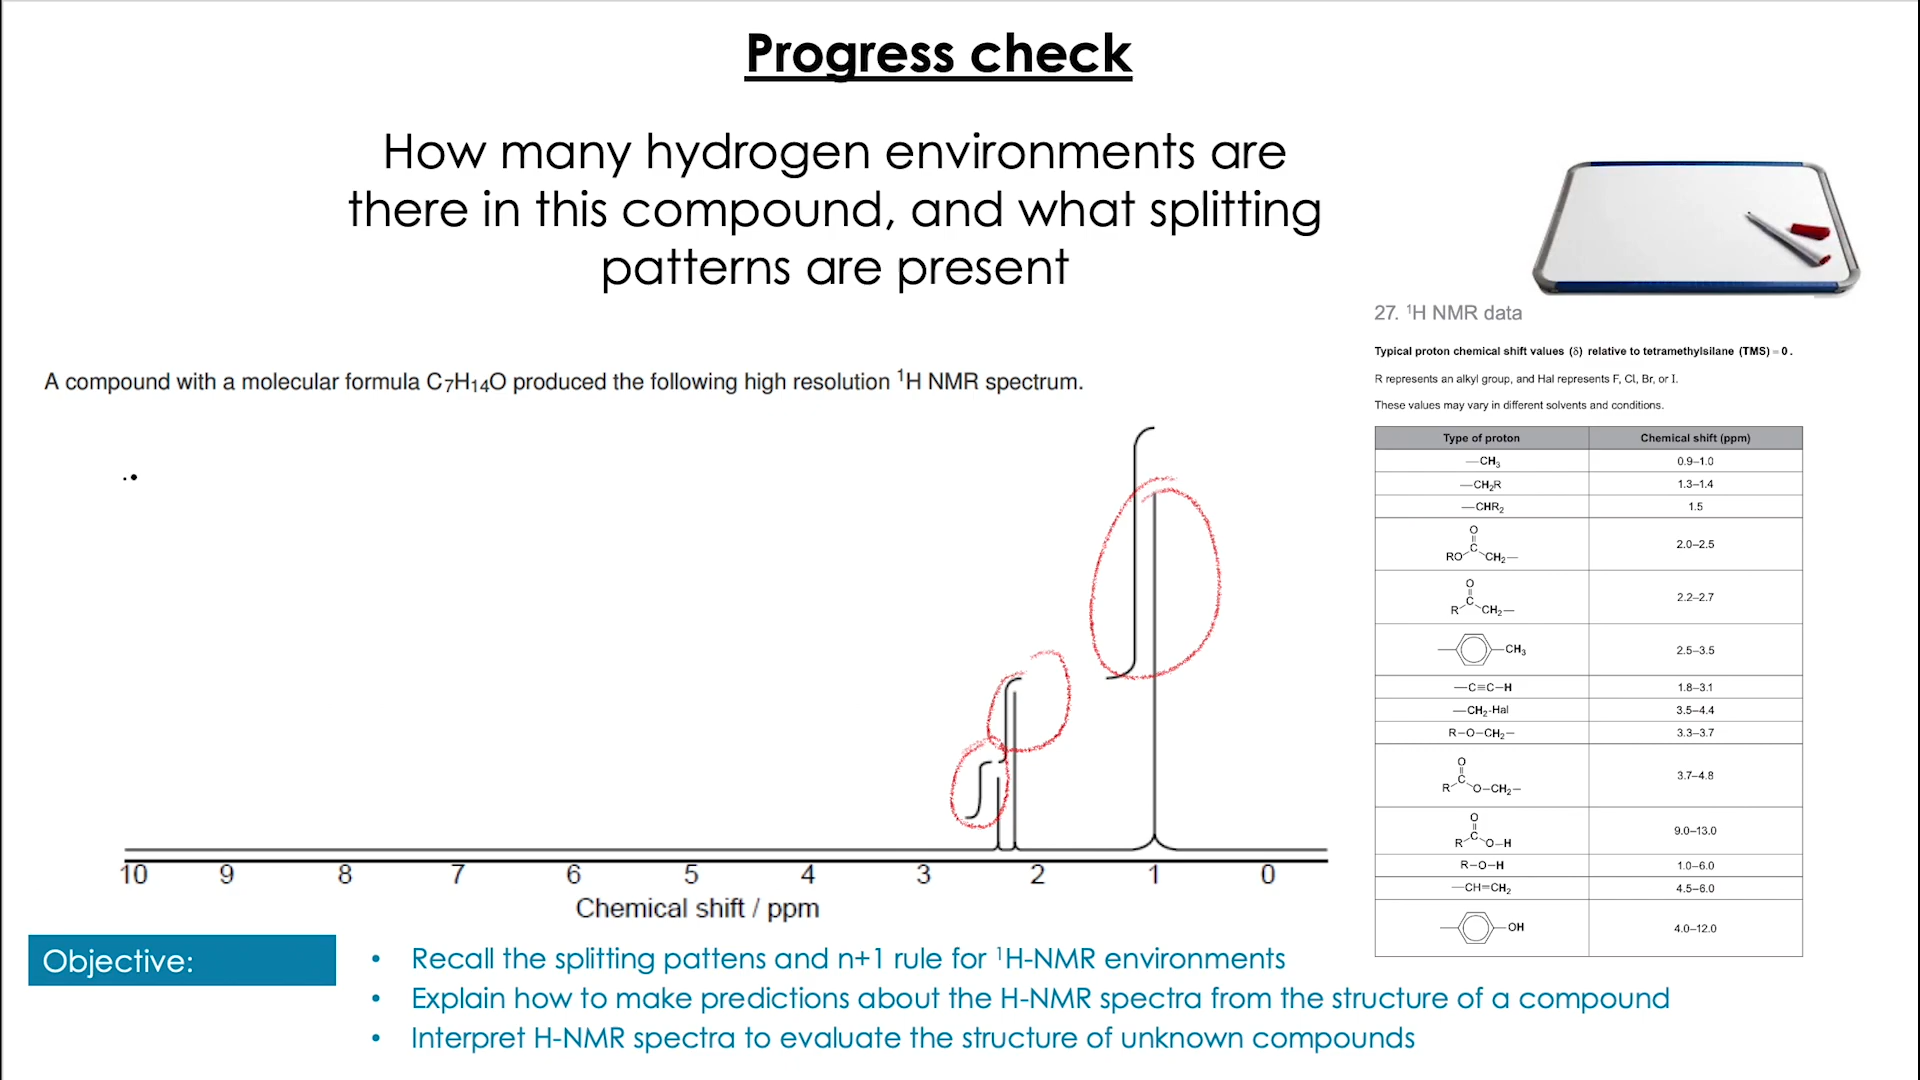 Progress check
How many hydrogen environments are
there in this compound, and what splitting
patterns are present
27. ¹H NMR data
Typical proton chemical shift values (δ) relative to tetramethylsilane (TMS) = 0.
R represents an alkyl group, and Hal represents F, Cl, Br, or I.
These values may vary in different solvents and conditions.
A compound with a molecular formula C₇H₁₄O produced the following high resolution ¹H NMR spectrum.
Type of proton Chemical shift (ppm)
—CH₃ 0.9–1.0
—CH₂R 1.3–1.4
—CHR₂ 1.5
O
RO C CH₂— 2.0–2.5
O
R C CH₂— 2.2–2.7
—CH₃ 2.5–3.5
—C≡C—H 1.8–3.1
—CH₂-Hal 3.5–4.4
R—O—CH₂— 3.3–3.7
O
R C O—CH₂— 3.7–4.8
O
R C O—H 9.0–13.0
R—O—H 1.0–6.0
—CH=CH₂ 4.5–6.0
—OH 4.0–12.0
10 9 8 7 6 5 4 3 2 1 0
Chemical shift / ppm
Objective:
• Recall the splitting pattens and n+1 rule for ¹H-NMR environments
• Explain how to make predictions about the H-NMR spectra from the structure of a compound
• Interpret H-NMR spectra to evaluate the structure of unknown compounds